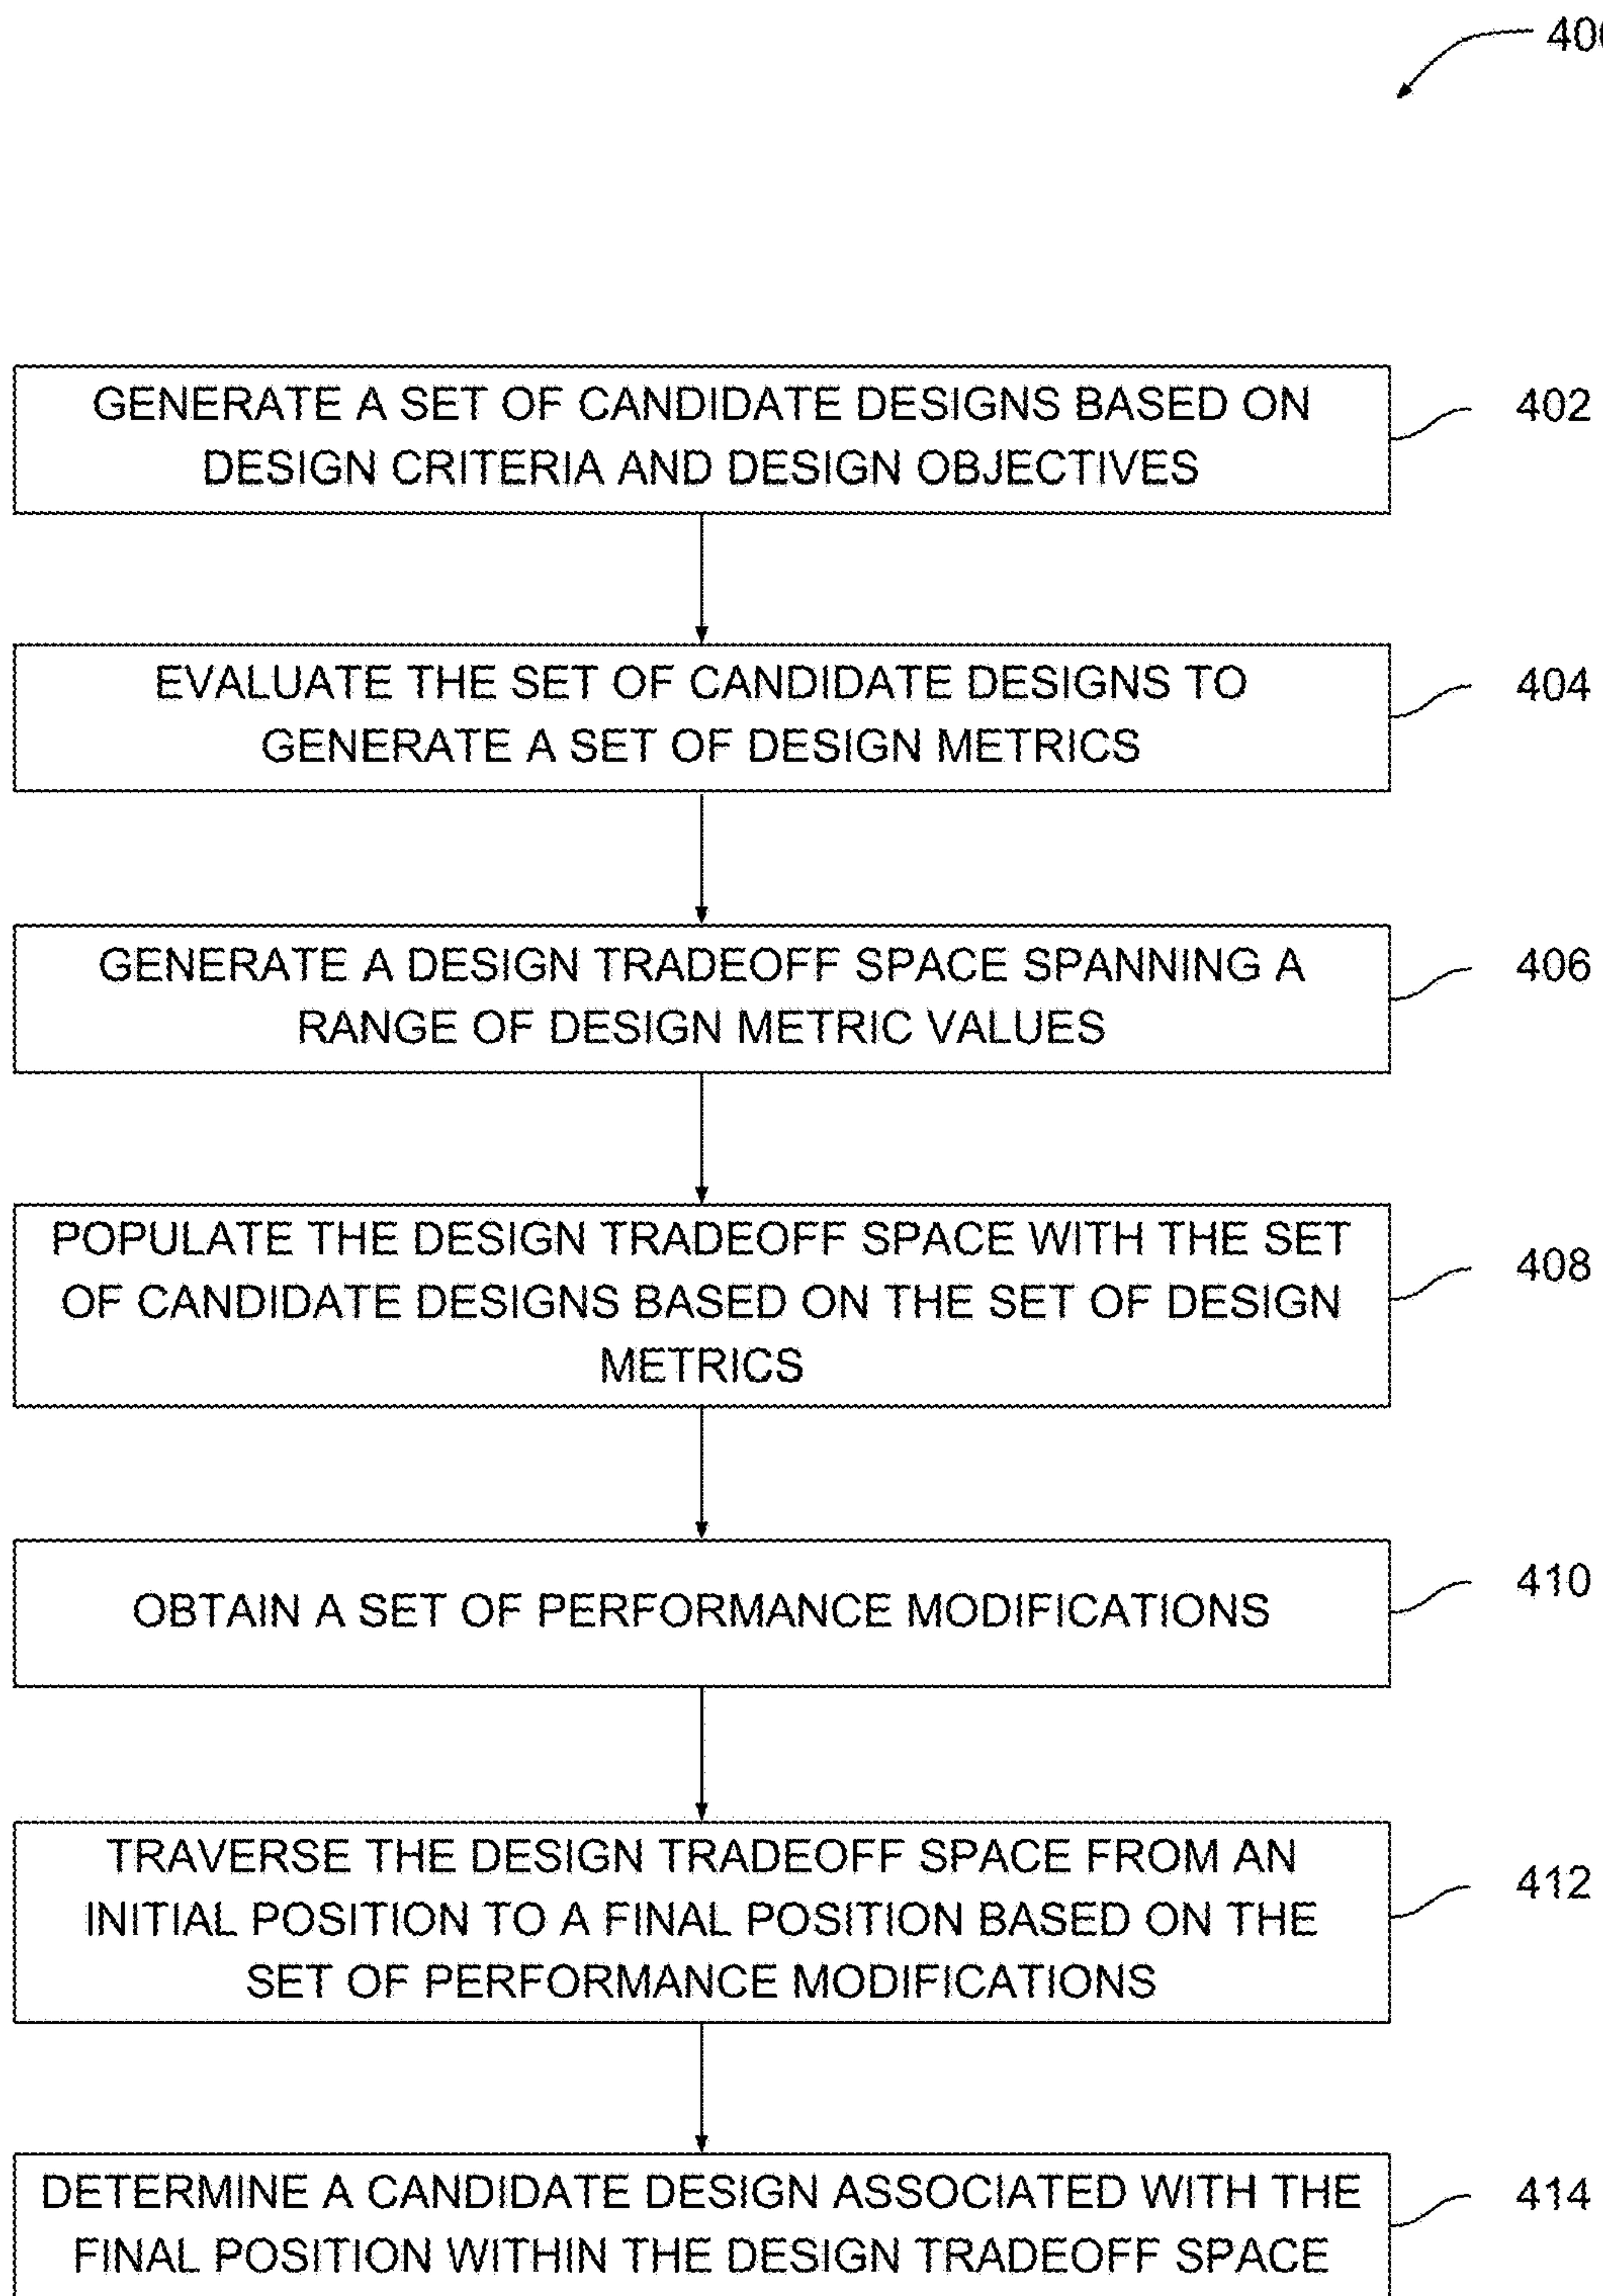 400
GENERATE A SET OF CANDIDATE DESIGNS BASED ON
DESIGN CRITERIA AND DESIGN OBJECTIVES
402
EVALUATE THE SET OF CANDIDATE DESIGNS TO
GENERATE A SET OF DESIGN METRICS
404
GENERATE A DESIGN TRADEOFF SPACE SPANNING A
RANGE OF DESIGN METRIC VALUES
406
POPULATE THE DESIGN TRADEOFF SPACE WITH THE SET
OF CANDIDATE DESIGNS BASED ON THE SET OF DESIGN
METRICS
408
OBTAIN A SET OF PERFORMANCE MODIFICATIONS
410
TRAVERSE THE DESIGN TRADEOFF SPACE FROM AN
INITIAL POSITION TO A FINAL POSITION BASED ON THE
SET OF PERFORMANCE MODIFICATIONS
412
DETERMINE A CANDIDATE DESIGN ASSOCIATED WITH THE
FINAL POSITION WITHIN THE DESIGN TRADEOFF SPACE
414